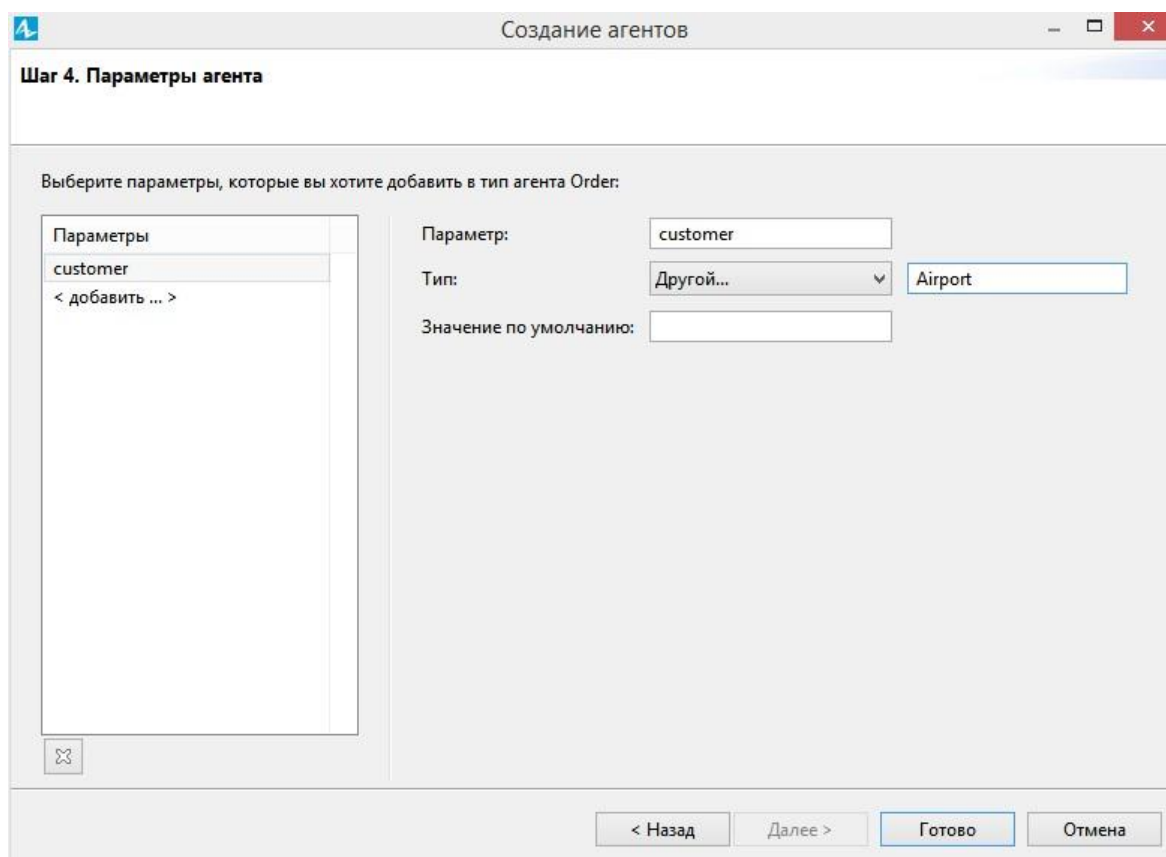 Создание агентов
Шаг 4. Параметры агента
Выберите параметры, которые вы хотите добавить в тип агента Order:
Параметры
customer
< добавить ... >
Параметр:
customer
Тип:
Другой...
Airport
Значение по умолчанию:
< Назад
Далее >
Готово
Отмена